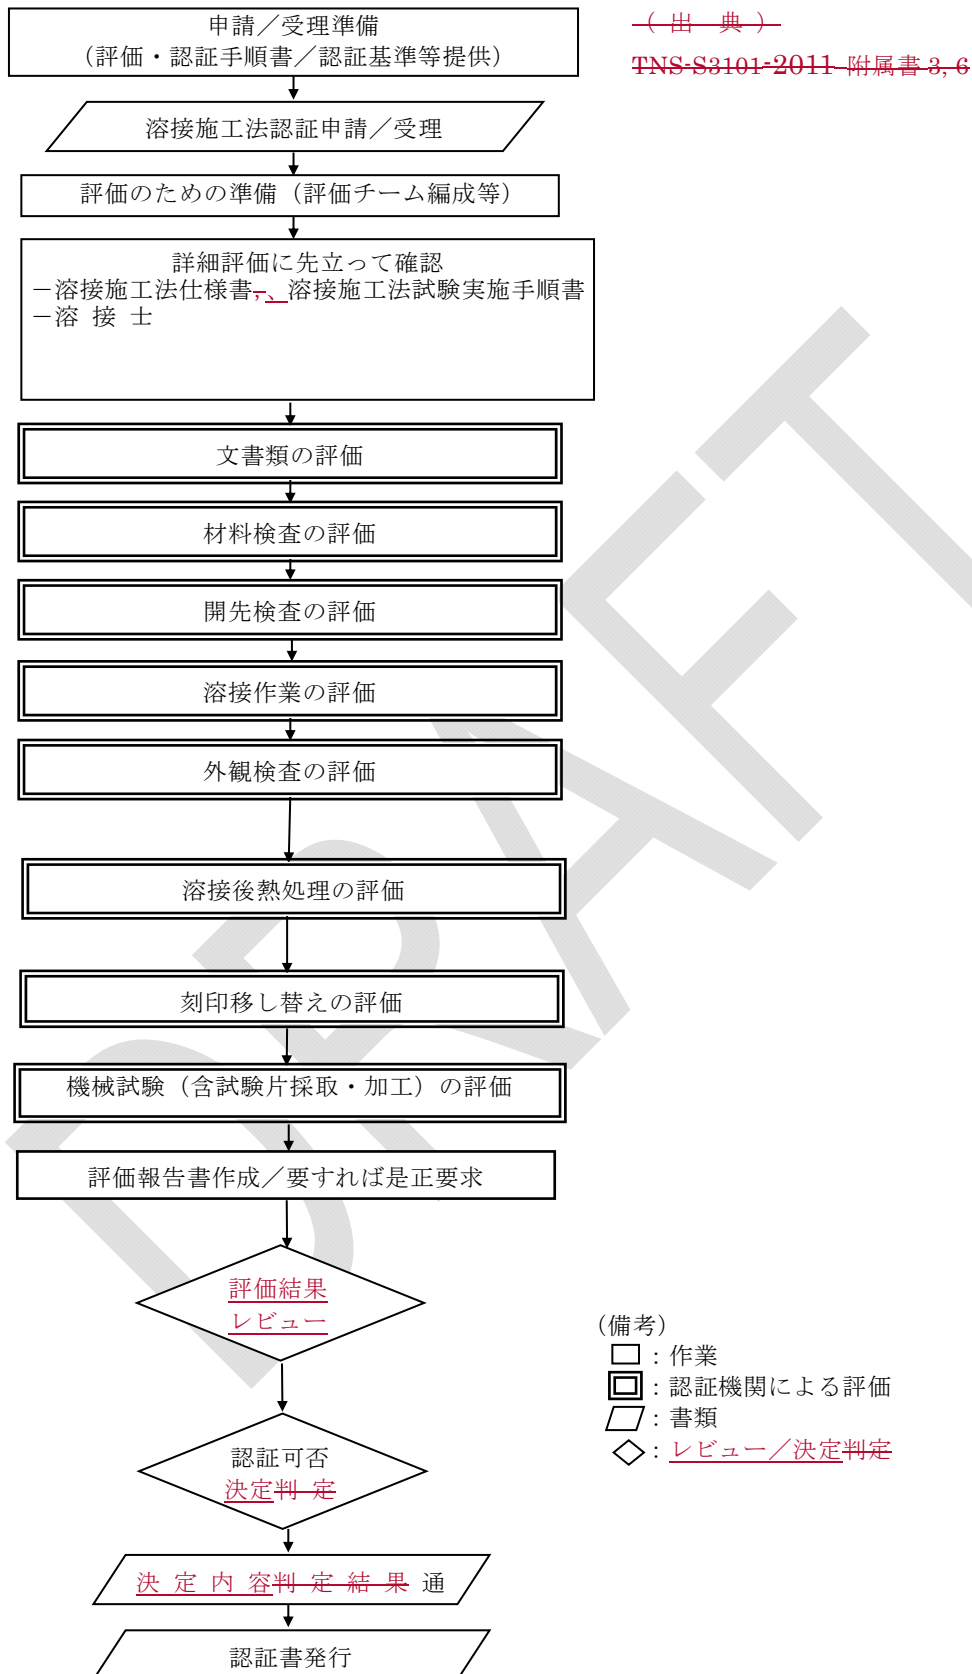 申請／受理準備
（評価・認証手順書／認証基準等提供）
（出　典）
TNS-S3101-2011 附属書 3, 6
溶接施工法認証申請／受理
評価のための準備（評価チーム編成等）
詳細評価に先立って確認
－溶接施工法仕様書,、溶接施工法試験実施手順書
－溶 接 士
文書類の評価
材料検査の評価
開先検査の評価
溶接作業の評価
外観検査の評価
溶接後熱処理の評価
刻印移し替えの評価
機械試験（含試験片採取・加工）の評価
評価報告書作成／要すれば是正要求
評価結果
レビュー
（備考）
：作業
：認証機関による評価
：書類
：レビュー／決定判定
認証可否
決定判 定
決 定 内 容判 定 結 果 通
認証書発行
DRAFT